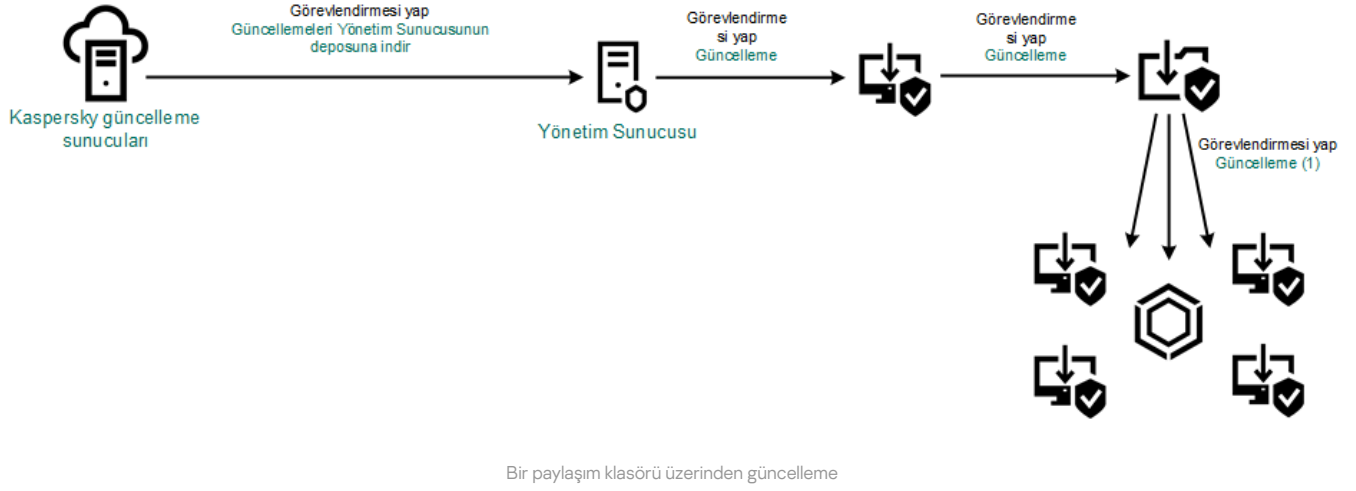 Görevlendirmesi yap
Güncellemeleri Yönetim Sunucusunun
deposuna indir
Görevlendirme
si yap
Güncelleme
Görevlendirme
si yap
Güncelleme
Kaspersky güncelleme
sunucuları
Yönetim Sunucusu
Görevlendirmesi yap
Güncelleme (1)
Bir paylaşım klasörü üzerinden güncelleme